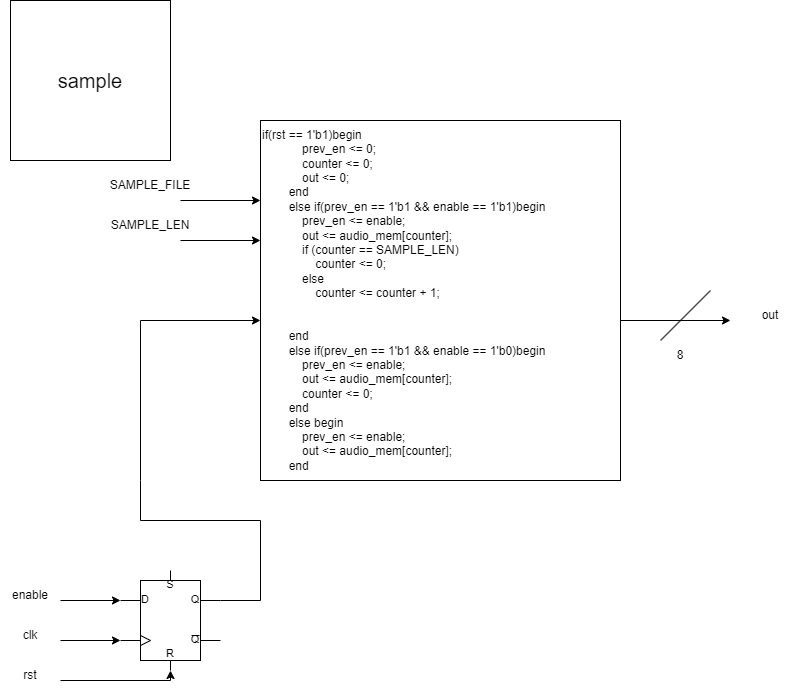 sample
SAMPLE_FILE
SAMPLE_LEN
if(rst == 1'b1)begin
prev_en <= 0;
counter <= 0;
out <= 0;
end
else if(prev_en == 1'b1 && enable == 1'b1)begin
prev_en <= enable;
out <= audio_mem[counter];
if (counter == SAMPLE_LEN)
counter <= 0;
else
counter <= counter + 1;
end
else if(prev_en == 1'b1 && enable == 1'b0)begin
prev_en <= enable;
out <= audio_mem[counter];
counter <= 0;
end
else begin
prev_en <= enable;
out <= audio_mem[counter];
end
out
8
S
enable
D
Q
clk
Q
R
rst